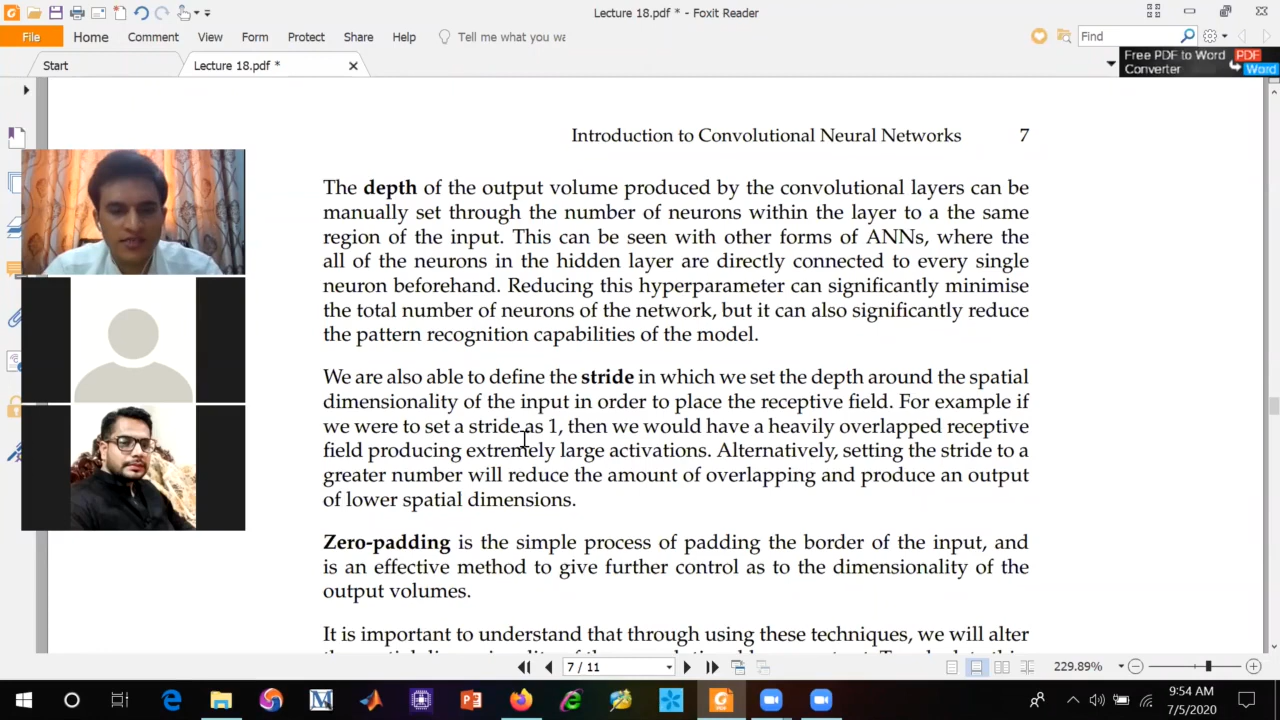 Lecture 18.pdf * - Foxit Reader
File Home Comment View Form Protect Share Help Tell me what you wa Find
Start Lecture 18.pdf *
Free PDF to Word Converter PDF Word
Introduction to Convolutional Neural Networks 7
The depth of the output volume produced by the convolutional layers can be
manually set through the number of neurons within the layer to a the same
region of the input. This can be seen with other forms of ANNs, where the
all of the neurons in the hidden layer are directly connected to every single
neuron beforehand. Reducing this hyperparameter can significantly minimise
the total number of neurons of the network, but it can also significantly reduce
the pattern recognition capabilities of the model.
We are also able to define the stride in which we set the depth around the spatial
dimensionality of the input in order to place the receptive field. For example if
we were to set a stride as 1, then we would have a heavily overlapped receptive
field producing extremely large activations. Alternatively, setting the stride to a
greater number will reduce the amount of overlapping and produce an output
of lower spatial dimensions.
Zero-padding is the simple process of padding the border of the input, and
is an effective method to give further control as to the dimensionality of the
output volumes.
It is important to understand that through using these techniques, we will alter
7 / 11 229.89%
9:54 AM
7/5/2020